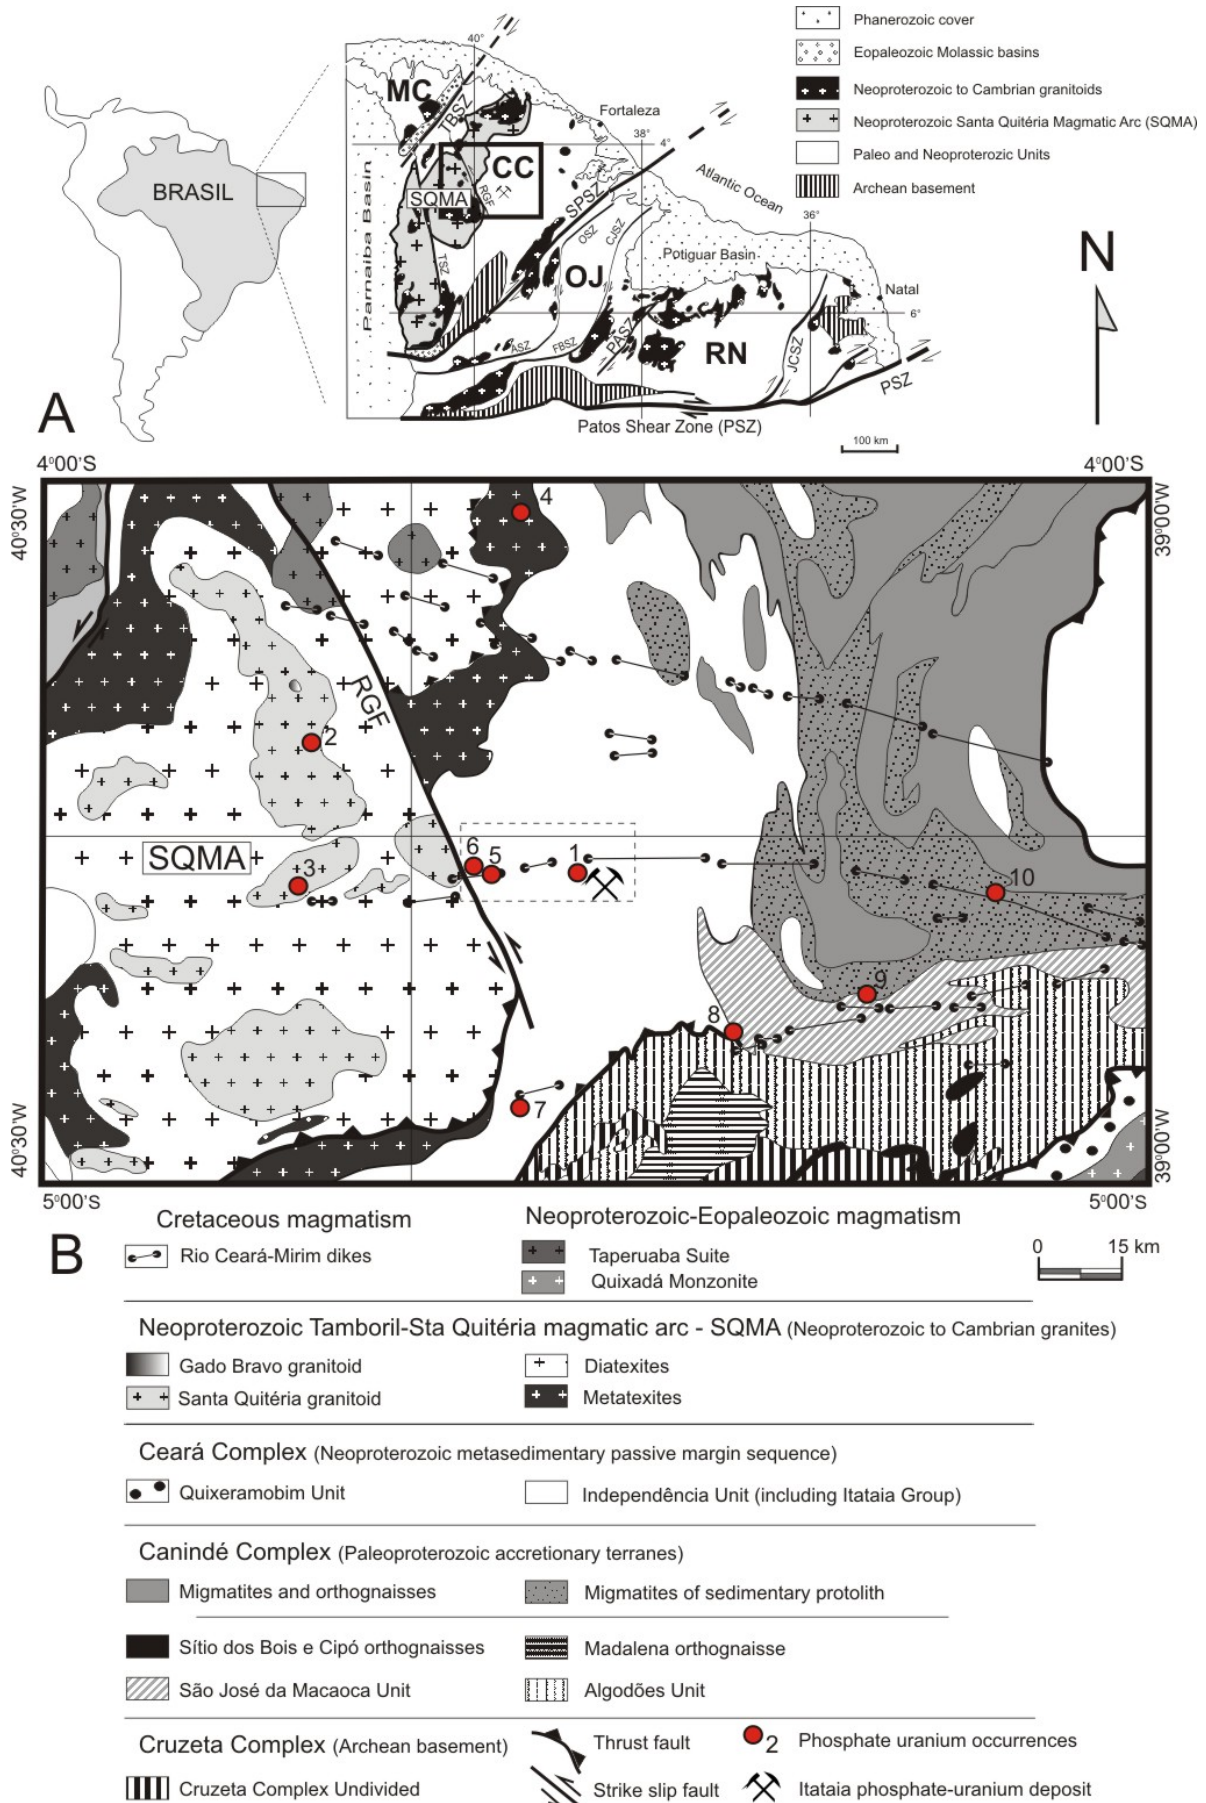 Phanerozoic cover
Eopaleozoic Molassic basins
Neoproterozoic to Cambrian granitoids
Neoproterozoic Santa Quitéria Magmatic Arc (SQMA)
Paleo and Neoproterozic Units
Archean basement
40°
MC
TBSZ
Fortaleza
38°
4°
CC
BRASIL
SQMA
RGF
SPSZ
Atlantic Ocean
36°
Parnaiba Basin
OSZ
CJSZ
TSZ
OJ
Potiguar Basin
N
Natal
6°
ASZ
FBSZ
PASZ
RN
JCSZ
PSZ
A
Patos Shear Zone (PSZ)
100 km
4°00'S
4°00'S
40°30'W
39°00'W
4
RGF
2
SQMA
6
5
1
3
10
9
8
7
40°30'W
39°00'W
5°00'S
5°00'S
B
Cretaceous magmatism
Neoproterozoic-Eopaleozoic magmatism
Rio Ceará-Mirim dikes
Taperuaba Suite
Quixadá Monzonite
0 15 km
Neoproterozoic Tamboril-Sta Quitéria magmatic arc - SQMA (Neoproterozoic to Cambrian granites)
Gado Bravo granitoid
Diatexites
Santa Quitéria granitoid
Metatexites
Ceará Complex (Neoproterozoic metasedimentary passive margin sequence)
Quixeramobim Unit
Independência Unit (including Itataia Group)
Canindé Complex (Paleoproterozoic accretionary terranes)
Migmatites and orthognaisses
Migmatites of sedimentary protolith
Sítio dos Bois e Cipó orthognaisses
Madalena orthognaisse
São José da Macaoca Unit
Algodões Unit
Cruzeta Complex (Archean basement)
Thrust fault
2 Phosphate uranium occurrences
Cruzeta Complex Undivided
Strike slip fault
Itataia phosphate-uranium deposit